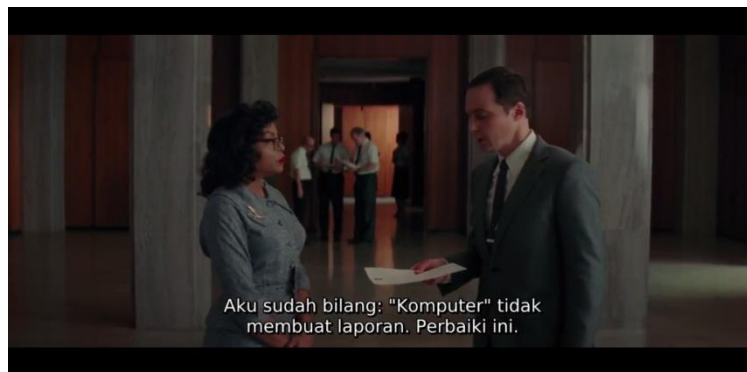 Aku sudah bilang: "Komputer" tidak
membuat laporan. Perbaiki ini.